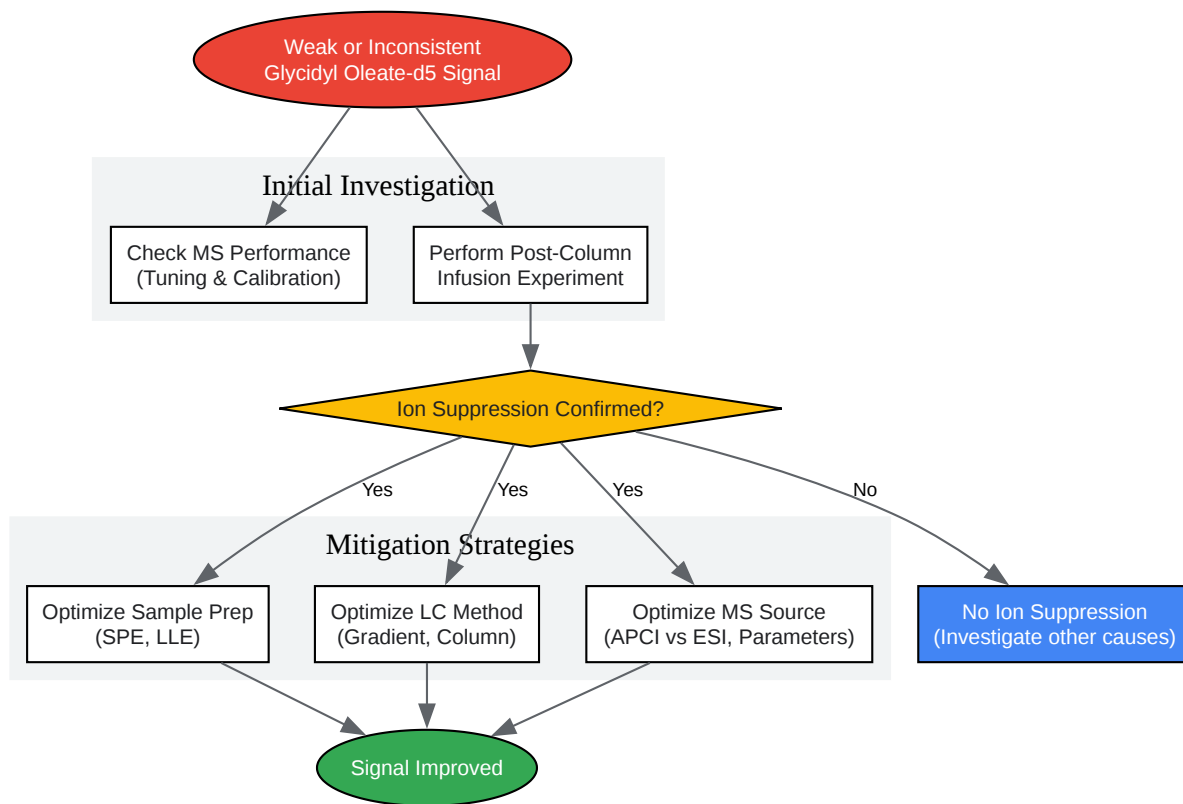 Weak or Inconsistent
Glycidyl Oleate-d5 Signal
Initial Investigation
Check MS Performance
(Tuning & Calibration)
Perform Post-Column
Infusion Experiment
Ion Suppression Confirmed?
Yes
Yes
Yes
No
Mitigation Strategies
Optimize Sample Prep
(SPE, LLE)
Optimize LC Method
(Gradient, Column)
Optimize MS Source
(APCI vs ESI, Parameters)
No Ion Suppression
(Investigate other causes)
Signal Improved